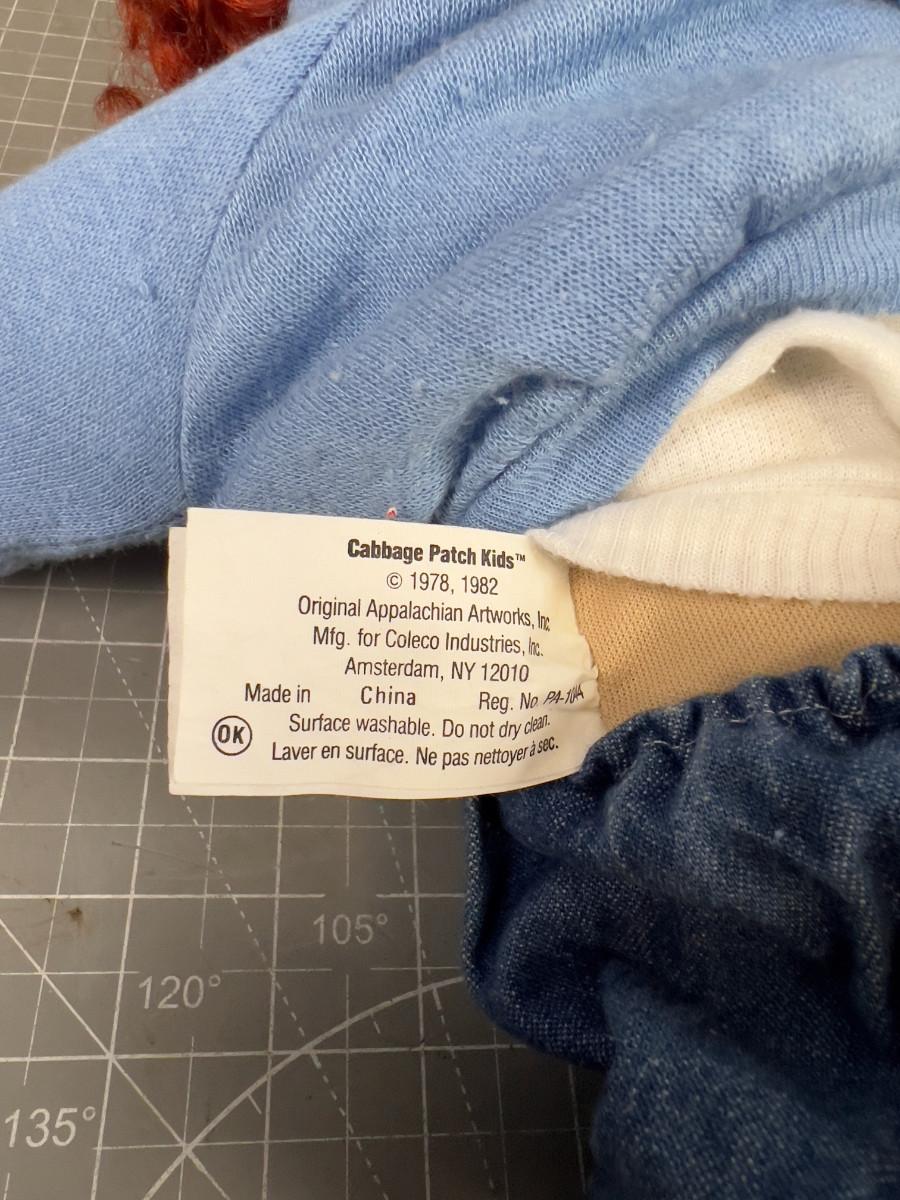 Cabbage Patch Kids™
© 1978, 1982
Original Appalachian Artworks, Inc
Mfg. for Coleco Industries, Inc.
Amsterdam, NY 12010
Made in China Reg. No.
OK
Surface washable. Do not dry clean.
Laver en surface. Ne pas nettoyer à sec.
105°
120°
135°